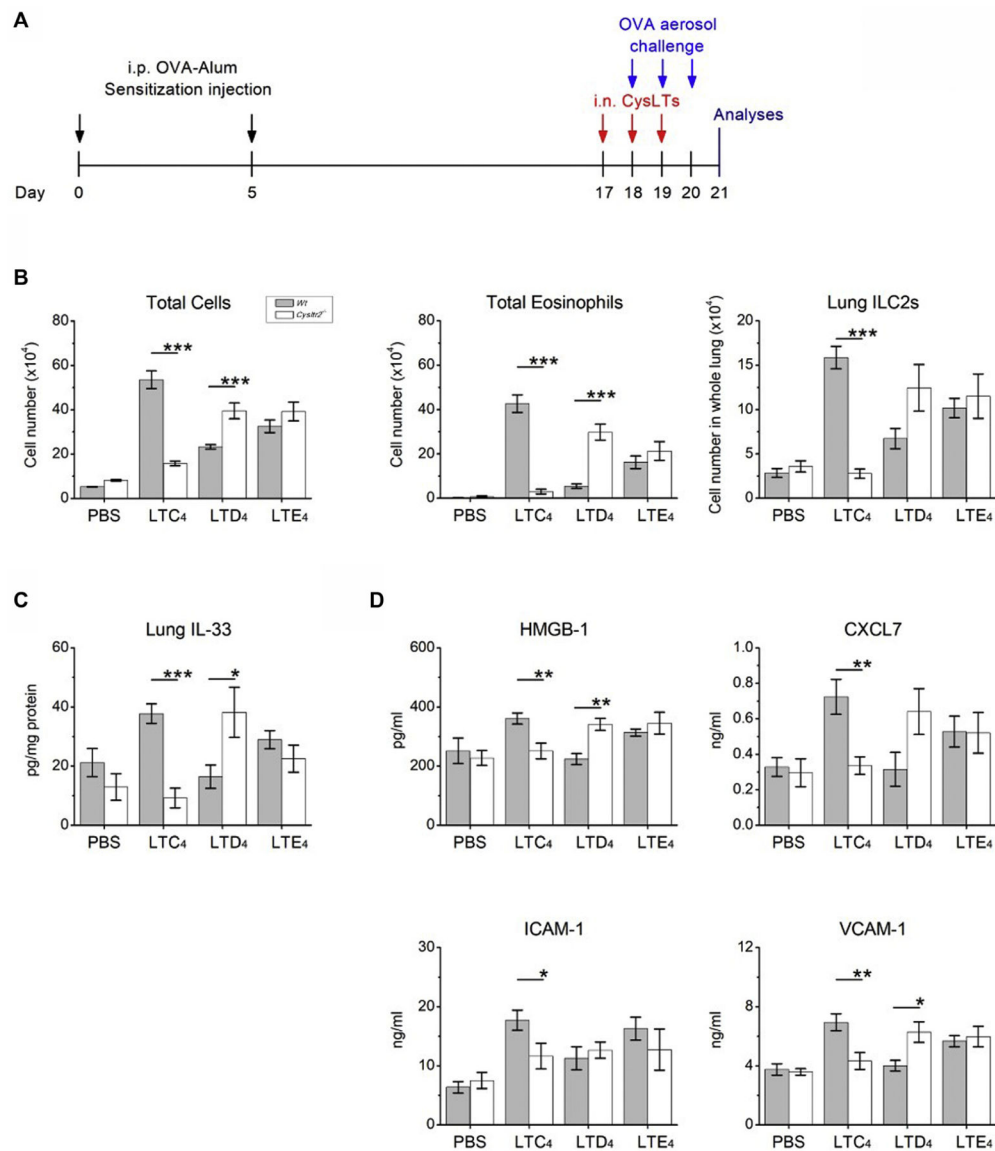 A
OVA aerosol
challenge
i.p. OVA-Alum
Sensitization injection
i.n. CysLTs
Analyses
Day 0 5 17 18 19 20 21
B
Total Cells
Wt
Cysltr2-/-
Cell number (x10⁴)
80
60
40
20
0
***
***
PBS LTC₄ LTD₄ LTE₄
Total Eosinophils
Cell number (x10⁴)
80
60
40
20
0
***
***
PBS LTC₄ LTD₄ LTE₄
Lung ILC2s
Cell number in whole lung (x10⁴)
20
15
10
5
0
***
PBS LTC₄ LTD₄ LTE₄
C
Lung IL-33
pg/mg protein
60
40
20
0
***
*
PBS LTC₄ LTD₄ LTE₄
D
HMGB-1
pg/ml
600
400
200
0
**
**
PBS LTC₄ LTD₄ LTE₄
CXCL7
ng/ml
1.0
0.8
0.6
0.4
0.2
0.0
**
PBS LTC₄ LTD₄ LTE₄
ICAM-1
ng/ml
30
20
10
0
*
PBS LTC₄ LTD₄ LTE₄
VCAM-1
ng/ml
12
8
4
0
**
*
PBS LTC₄ LTD₄ LTE₄